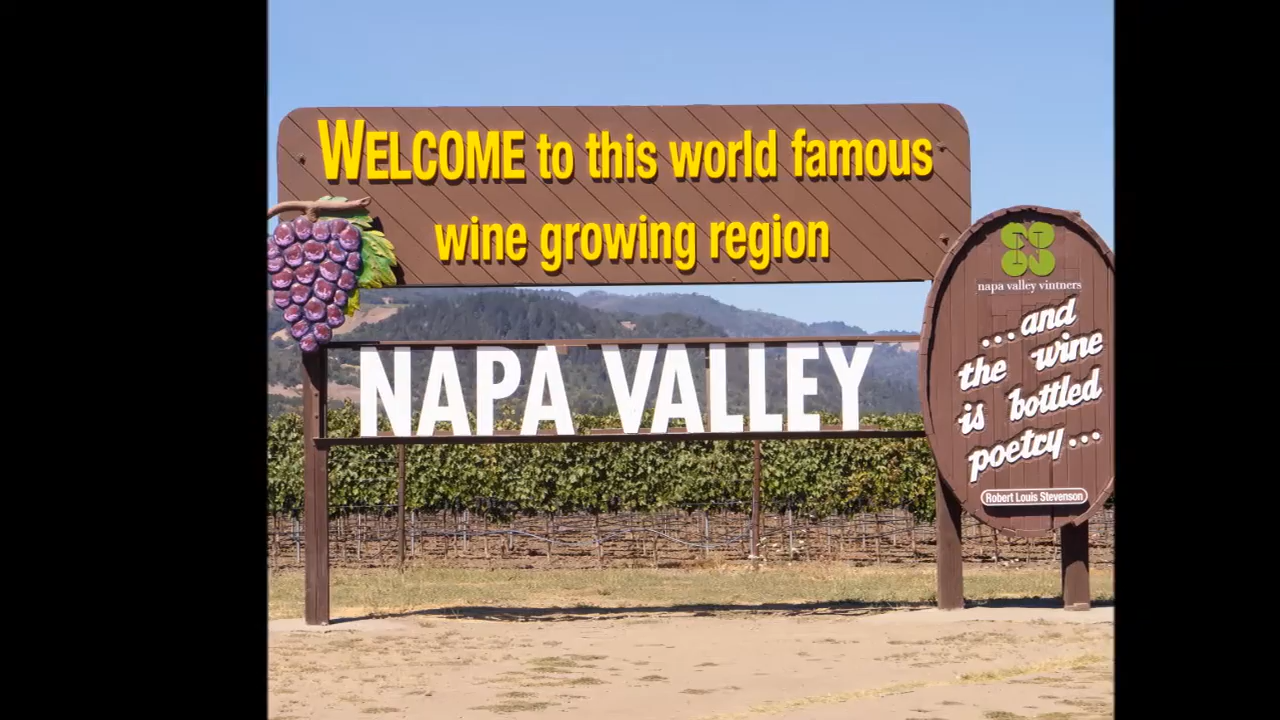 WELCOME to this world famous
wine growing region
NAPA VALLEY
napa valley vintners
...and
the wine
is bottled
poetry...
Robert Louis Stevenson